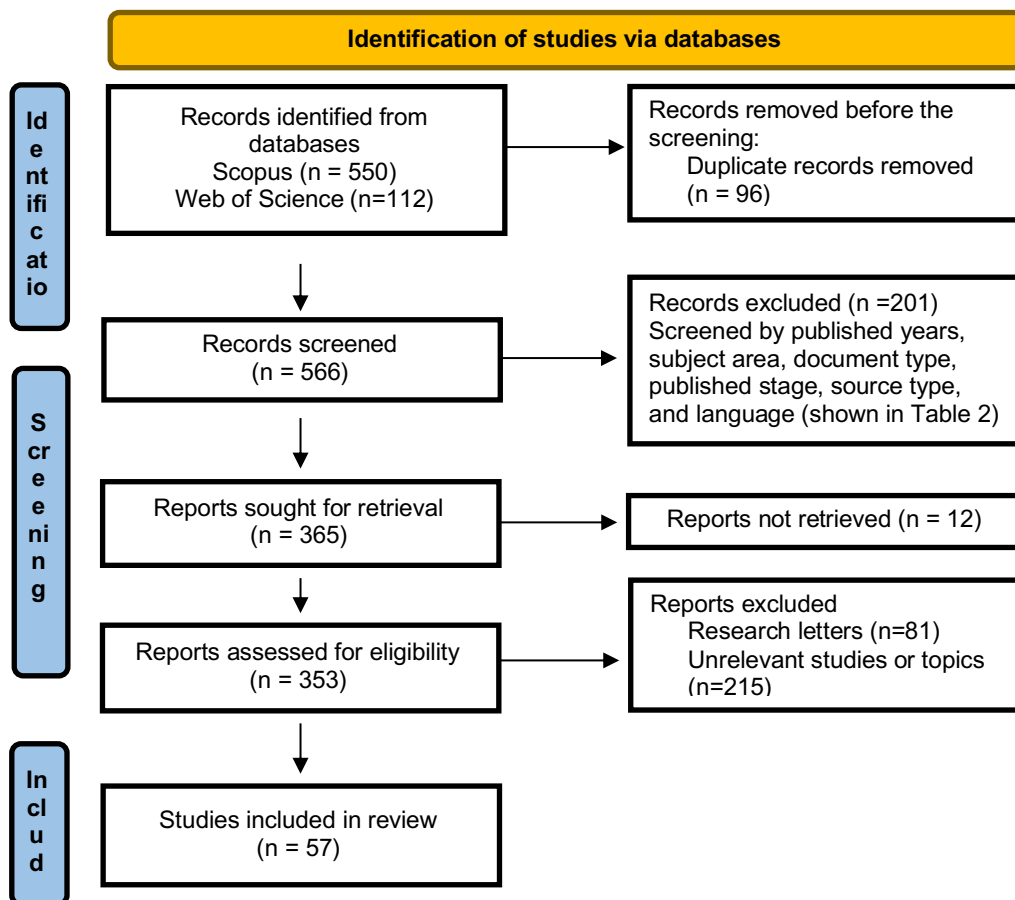 Identification of studies via databases
Id
e
ntifi
c
atio
Records identified from
databases
Scopus (n = 550)
Web of Science (n=112)
Records removed before the
screening:
Duplicate records removed
(n = 96)
Records screened
(n = 566)
Records excluded (n =201)
Screened by published years,
subject area, document type,
published stage, source type,
and language (shown in Table 2)
S
cr
e
e
ni
n
g
Reports sought for retrieval
(n = 365)
Reports not retrieved (n = 12)
Reports assessed for eligibility
(n = 353)
Reports excluded
Research letters (n=81)
Unrelevant studies or topics
(n=215)
In
cl
u
d
Studies included in review
(n = 57)